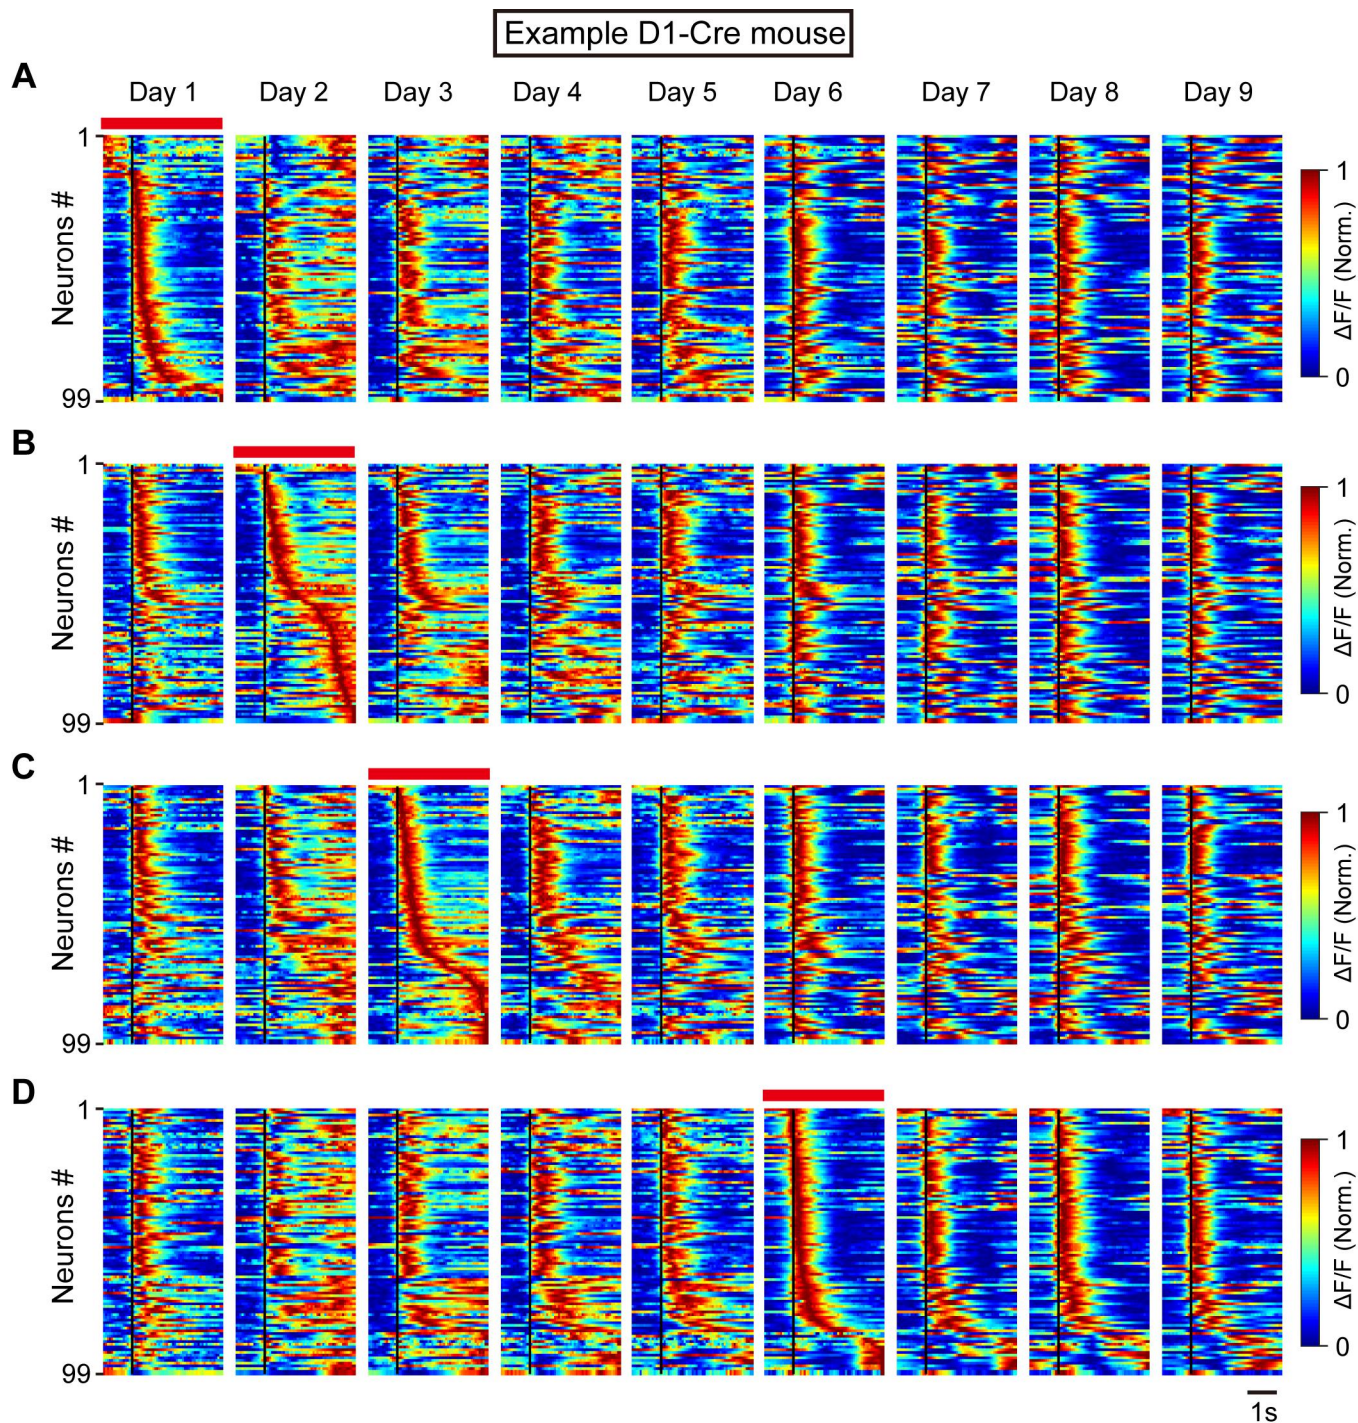 Example D1-Cre mouse
A
Day 1 Day 2 Day 3 Day 4 Day 5 Day 6 Day 7 Day 8 Day 9
1
Neurons #
99
1
ΔF/F (Norm.)
0
B
1
Neurons #
99
1
ΔF/F (Norm.)
0
C
1
Neurons #
99
1
ΔF/F (Norm.)
0
D
1
Neurons #
99
1
ΔF/F (Norm.)
0
1s